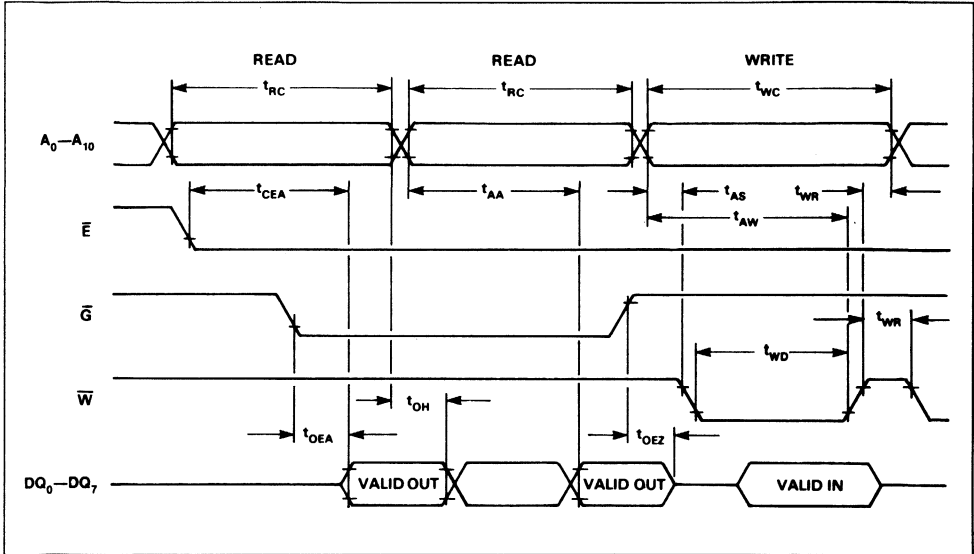 READ READ WRITE
tRC tRC tWC
A0—A10
tCEA tAA tAS tWR
tAW
E̅
G̅
tWR
tWD
W̅
tOH
tOEA tOEZ
DQ0—DQ7 VALID OUT VALID OUT VALID IN